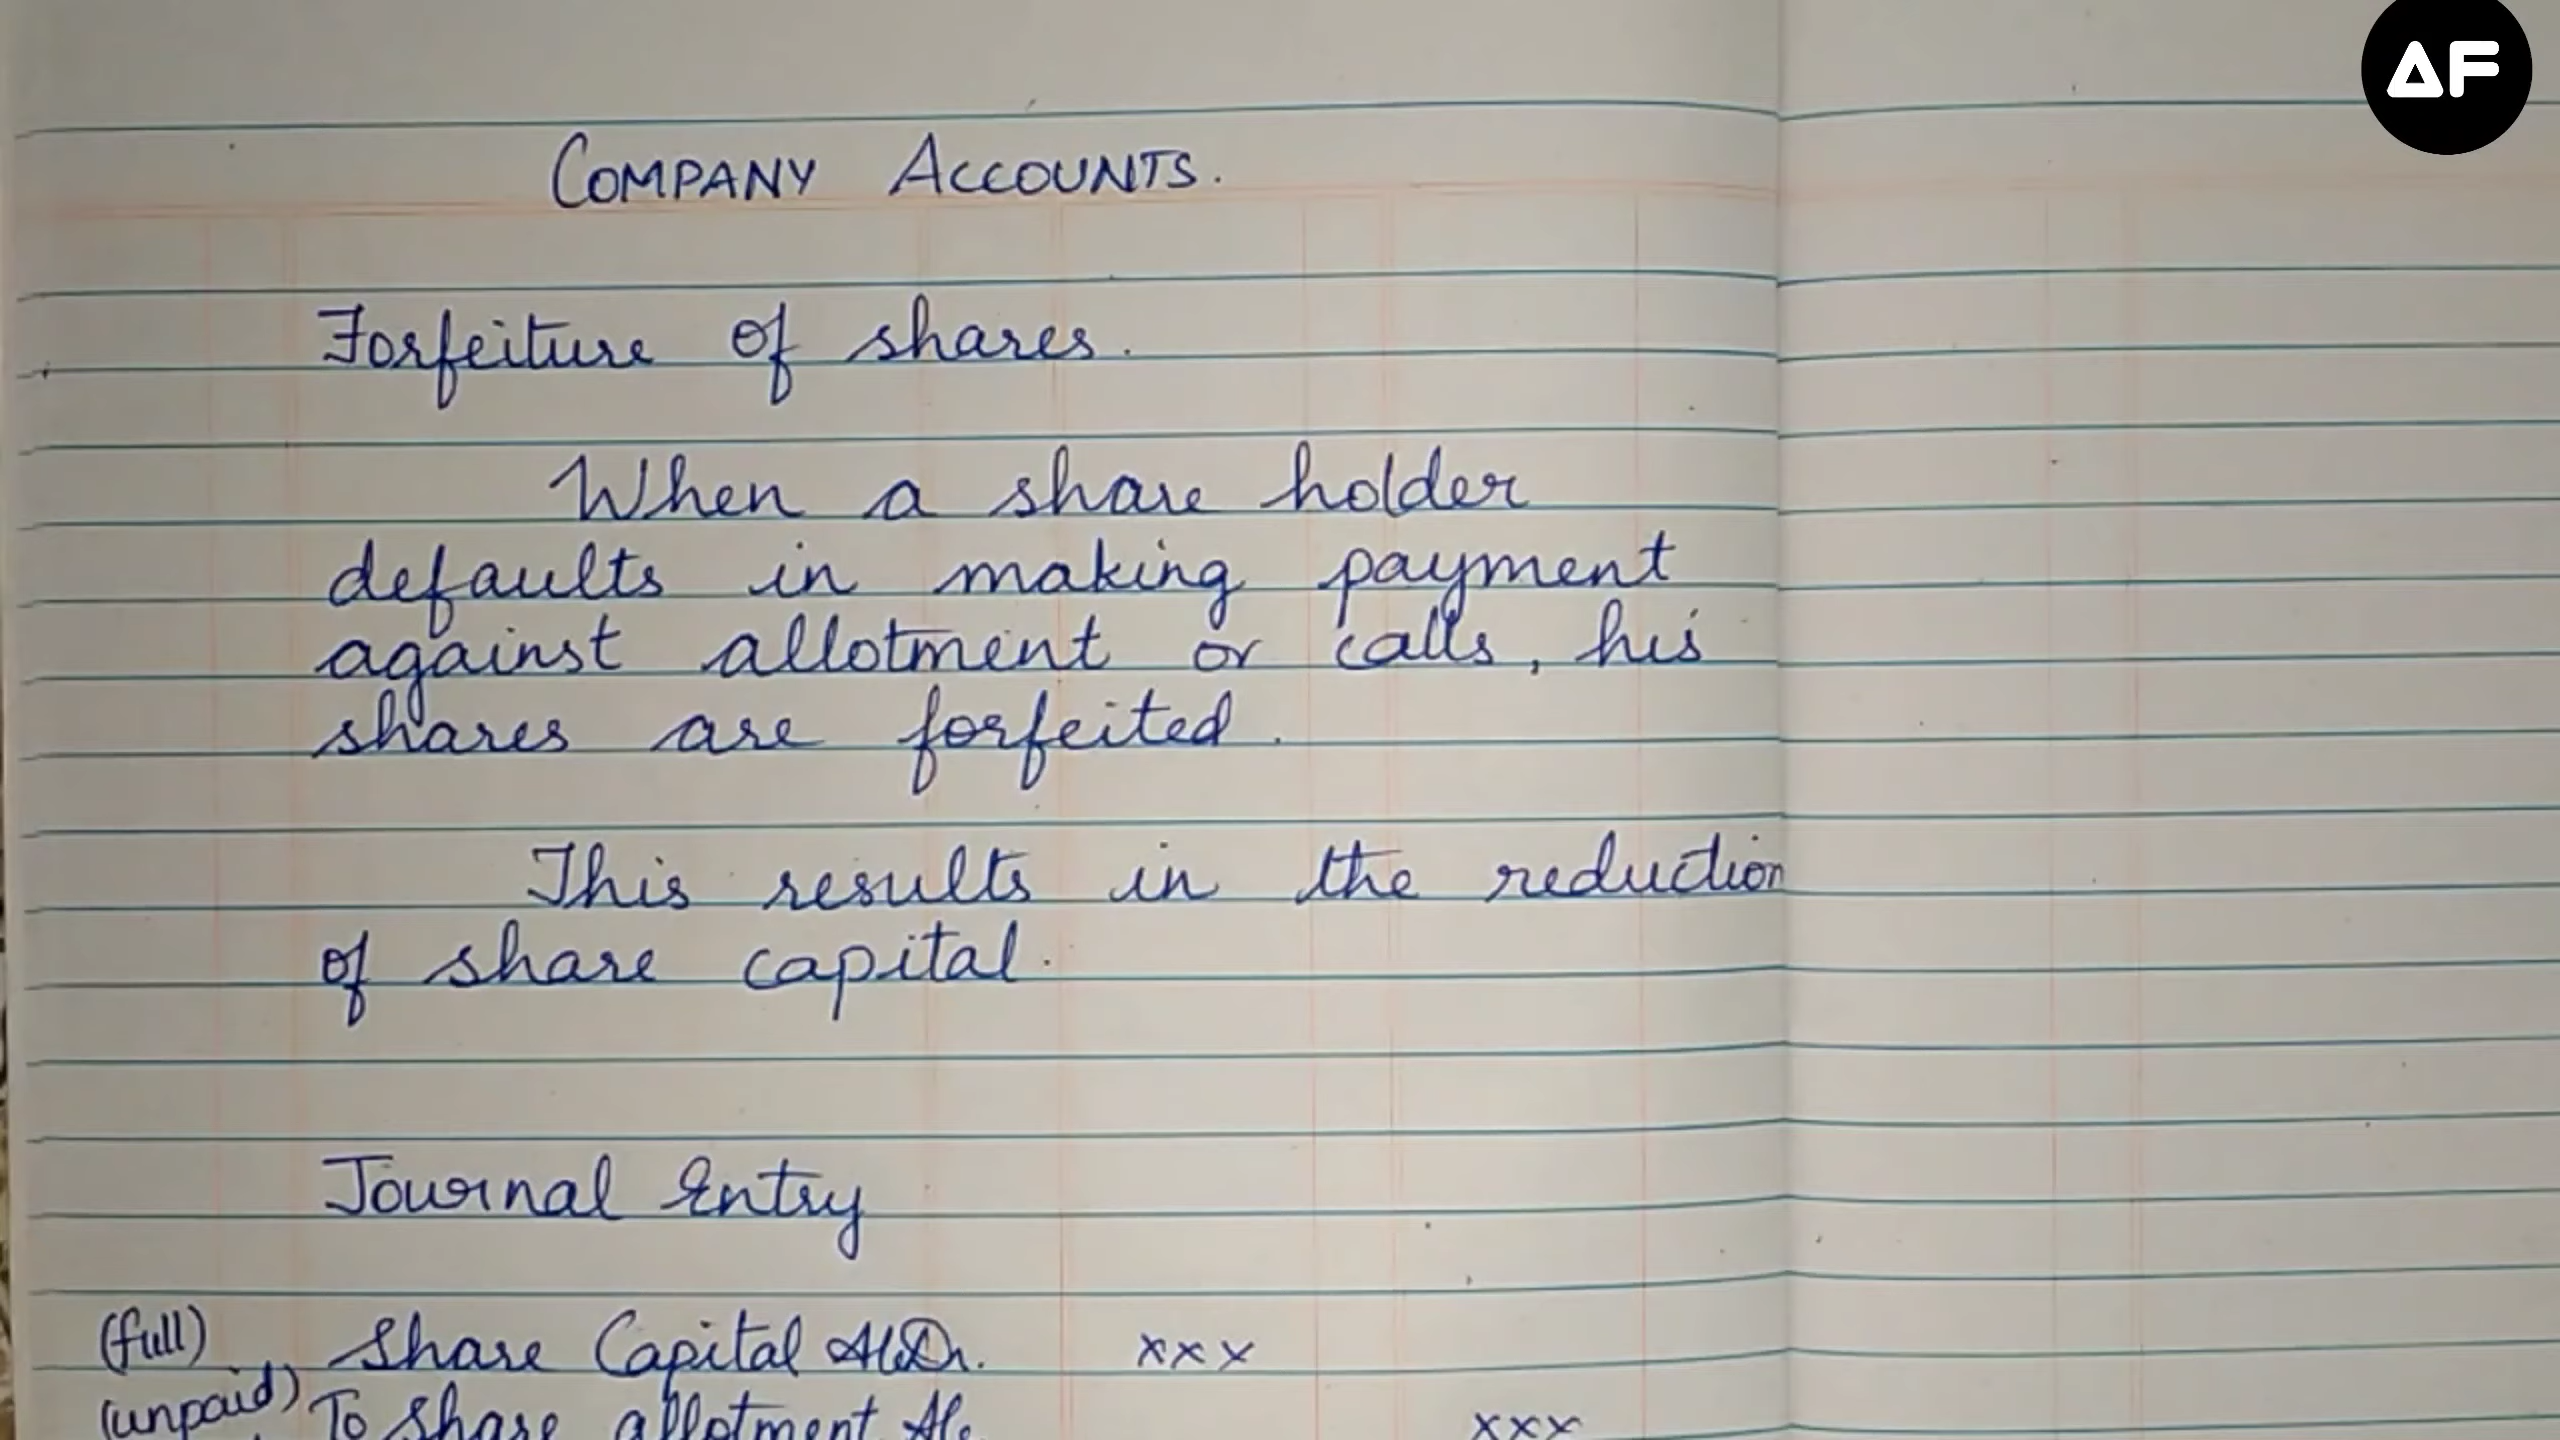 AF
COMPANY ACCOUNTS.
Forfeiture of shares.
When a share holder
defaults in making payment
against allotment or calls, his
shares are forfeited.
This results in the reduction
of share capital.
Journal Entry
(full) Share Capital A/c Dr. xxx
(unpaid) To share allotment A/c. xxx